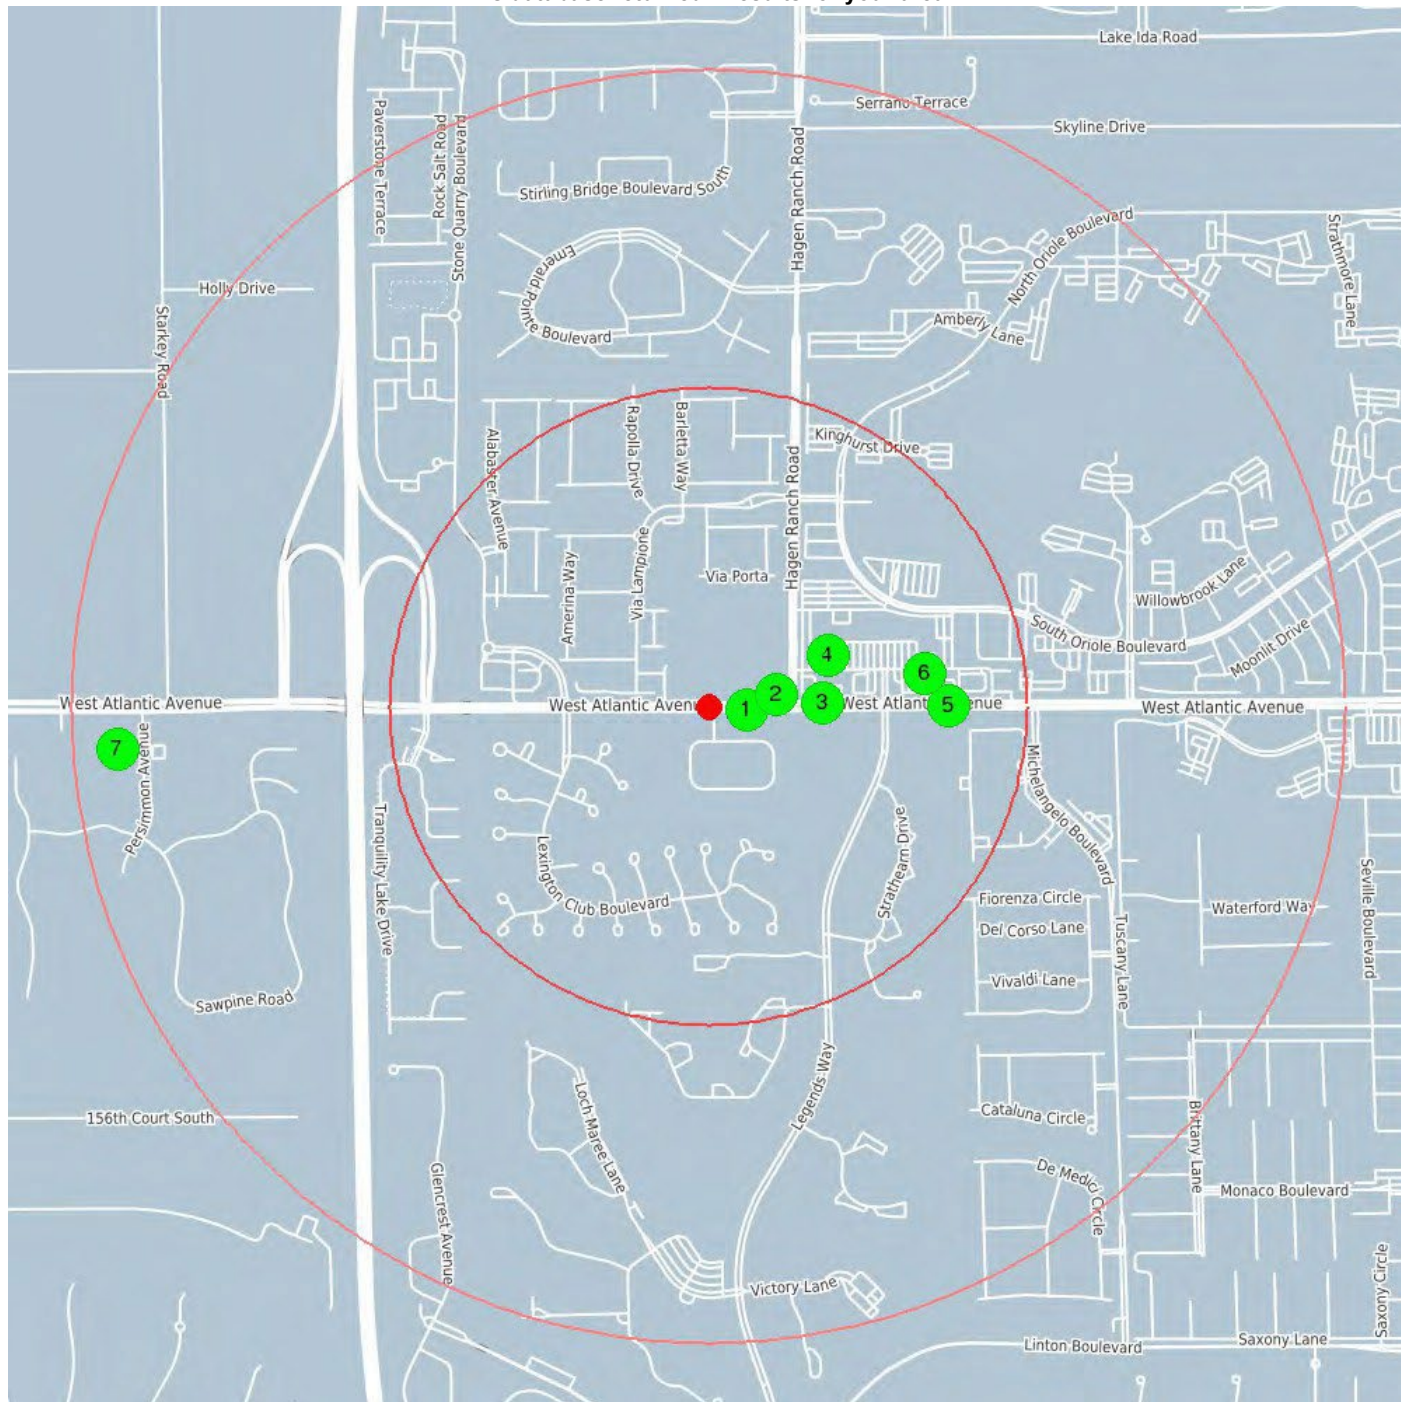 Lake Ida Road
Serrano Terrace
Skyline Drive
Paverstone Terrace
Rock Salt Road
Stone Quarry Boulevard
Hagen Ranch Road
Stirling Bridge Boulevard South
North Oriole Boulevard
Strathmore Lane
Emerald Pointe Boulevard
Holly Drive
Starkey Road
Amberly Lane
Alabaster Avenue
Rapolla Drive
Barletta Way
Kinghurst Drive
Hagen Ranch Road
Amerina Way
Via Lampione
Via Porta
Willowbrook Lane
South Oriole Boulevard
Moonlit Drive
4
6
2
1
3
5
West Atlantic Avenue
West Atlantic Avenu
West Atlant
enue
West Atlantic Avenue
7
Persimmon Avenue
Michelangelo Boulevard
Tranquility Lake Drive
Lexington Club Boulevard
Strathearn Drive
Seville Boulevard
Fiorenza Circle
Waterford Way
Del Corso Lane
Tuscany Lane
Vivaldi Lane
Sawpine Road
Legends Way
Loch Maree Lane
156th Court South
Cataluna Circle
Brittany Lane
Glencrest Avenue
De Medici Circle
Monaco Boulevard
Victory Lane
Saxony Circle
Linton Boulevard
Saxony Lane